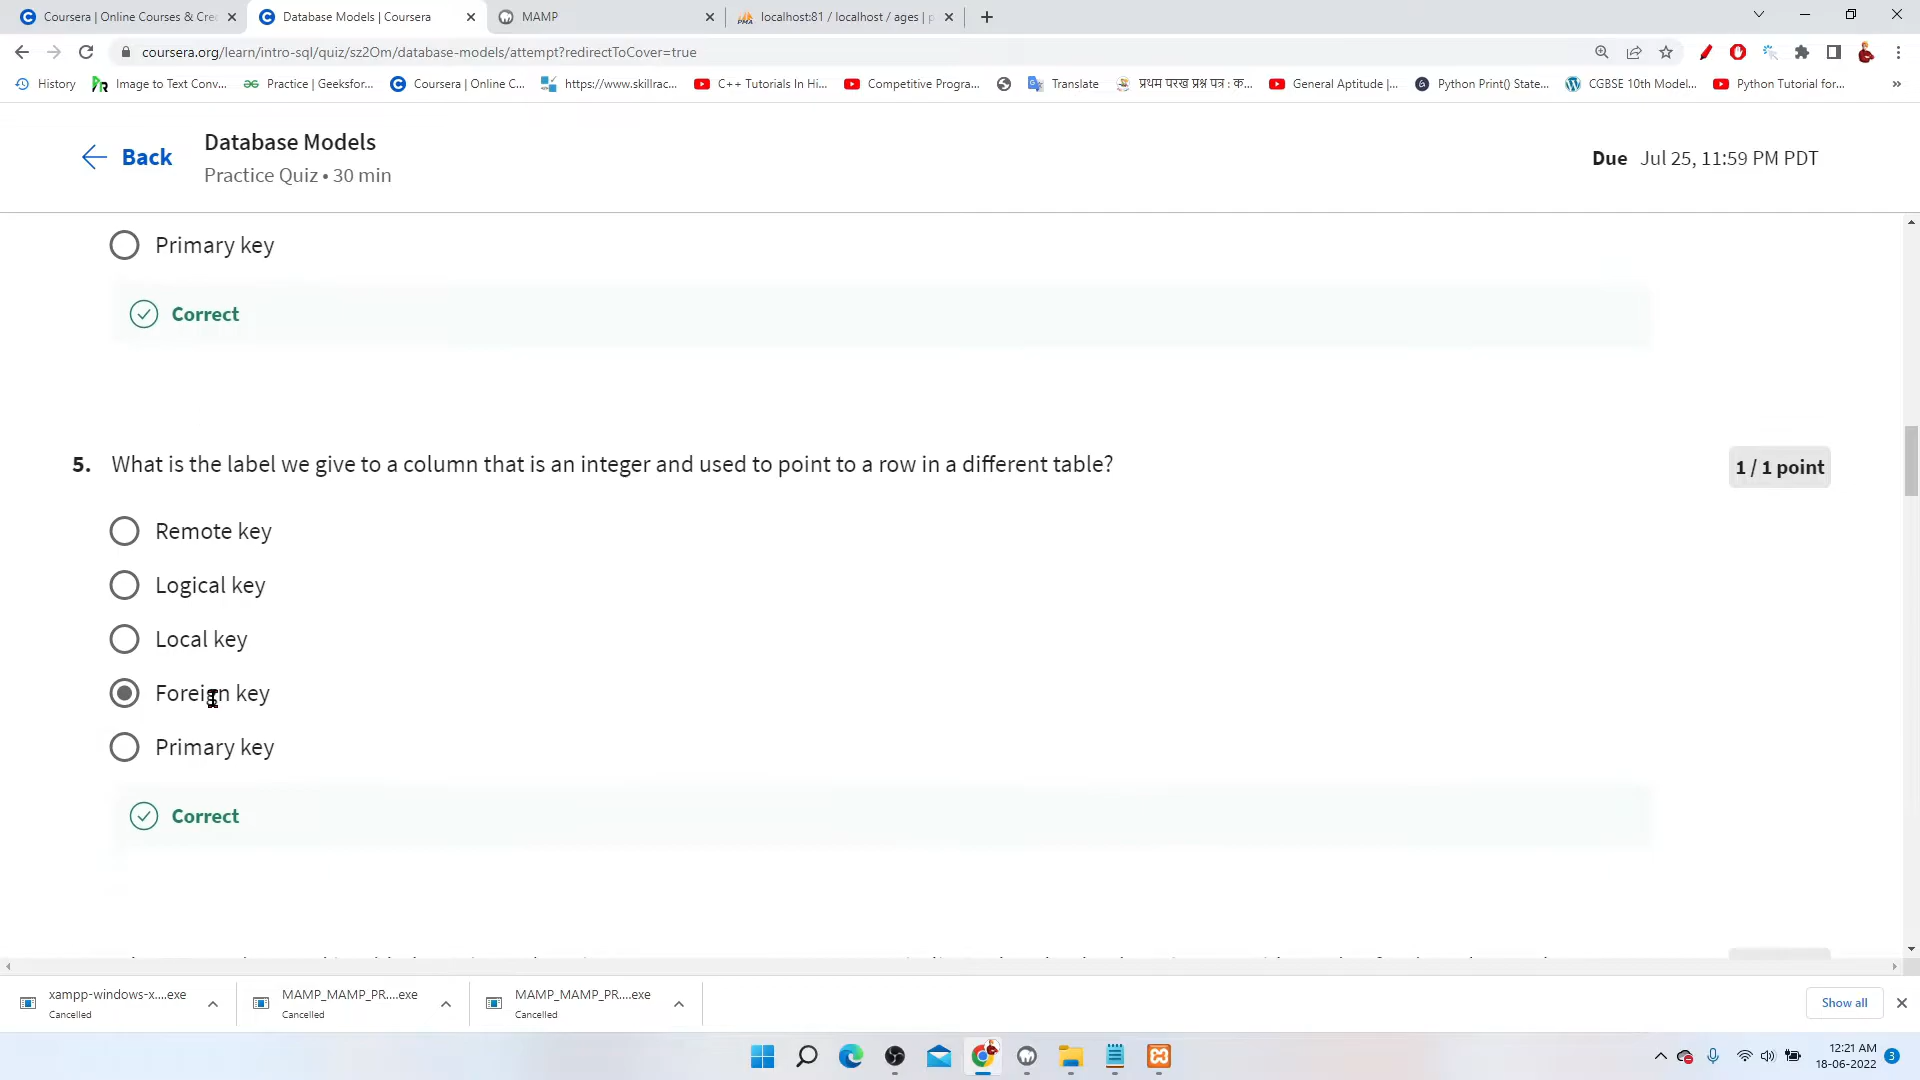 Coursera | Online Courses & Cre
Database Models | Coursera
MAMP
localhost:81 / localhost / ages | p
coursera.org/learn/intro-sql/quiz/sz2Om/database-models/attempt?redirectToCover=true
History
Image to Text Conv...
Practice | Geeksfor...
Coursera | Online C...
https://www.skillrac...
C++ Tutorials In Hi...
Competitive Progra...
Translate
प्रथम परख प्रश्न पत्र : क...
General Aptitude |...
Python Print() State...
CGBSE 10th Model...
Python Tutorial for...
»
Back
Database Models
Practice Quiz • 30 min
Due Jul 25, 11:59 PM PDT
Primary key
Correct
5. What is the label we give to a column that is an integer and used to point to a row in a different table?
1 / 1 point
Remote key
Logical key
Local key
Foreign key
Primary key
Correct
xampp-windows-x....exe
Cancelled
MAMP_MAMP_PR....exe
Cancelled
MAMP_MAMP_PR....exe
Cancelled
Show all
12:21 AM
18-06-2022
3